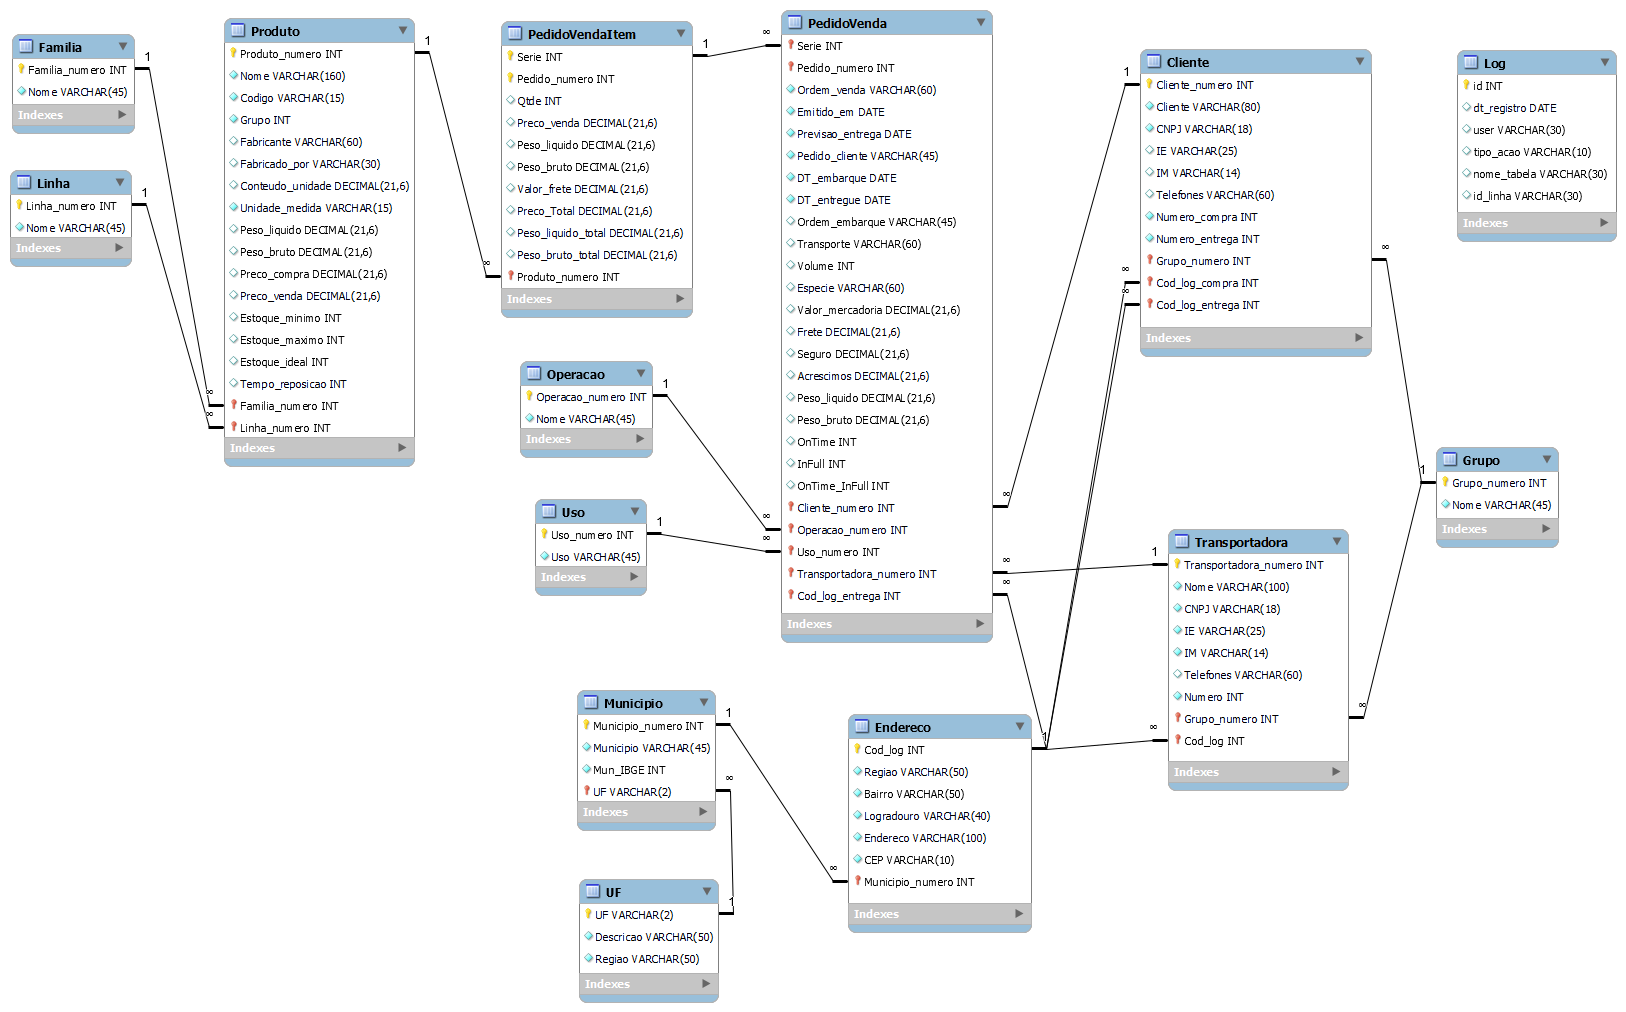 Familia
Familia_numero INT
Nome VARCHAR(45)
Indexes
1
Linha
Linha_numero INT
Nome VARCHAR(45)
Indexes
1
Produto
Produto_numero INT
Nome VARCHAR(160)
Codigo VARCHAR(15)
Grupo INT
Fabricante VARCHAR(60)
Fabricado_por VARCHAR(30)
Conteudo_unidade DECIMAL(21,6)
Unidade_medida VARCHAR(15)
Peso_liquido DECIMAL(21,6)
Peso_bruto DECIMAL(21,6)
Preco_compra DECIMAL(21,6)
Preco_venda DECIMAL(21,6)
Estoque_minimo INT
Estoque_maximo INT
Estoque_ideal INT
Tempo_reposicao INT
Familia_numero INT
Linha_numero INT
Indexes
∞
∞
1
PedidoVendaItem
Serie INT
Pedido_numero INT
Qtde INT
Preco_venda DECIMAL(21,6)
Peso_liquido DECIMAL(21,6)
Peso_bruto DECIMAL(21,6)
Valor_frete DECIMAL(21,6)
Preco_Total DECIMAL(21,6)
Peso_liquido_total DECIMAL(21,6)
Peso_bruto_total DECIMAL(21,6)
Produto_numero INT
Indexes
∞
1
Operacao
Operacao_numero INT
Nome VARCHAR(45)
Indexes
1
Uso
Uso_numero INT
Uso VARCHAR(45)
Indexes
1
PedidoVenda
Serie INT
Pedido_numero INT
Ordem_venda VARCHAR(60)
Emitido_em DATE
Previsao_entrega DATE
Pedido_cliente VARCHAR(45)
DT_embarque DATE
DT_entregue DATE
Ordem_embarque VARCHAR(45)
Transporte VARCHAR(60)
Volume INT
Especie VARCHAR(60)
Valor_mercadoria DECIMAL(21,6)
Frete DECIMAL(21,6)
Seguro DECIMAL(21,6)
Acrescimos DECIMAL(21,6)
Peso_liquido DECIMAL(21,6)
Peso_bruto DECIMAL(21,6)
OnTime INT
InFull INT
OnTime_InFull INT
Cliente_numero INT
Operacao_numero INT
Uso_numero INT
Transportadora_numero INT
Cod_log_entrega INT
Indexes
∞
∞
∞
∞
∞
∞
Cliente
Cliente_numero INT
Cliente VARCHAR(80)
CNPJ VARCHAR(18)
IE VARCHAR(25)
IM VARCHAR(14)
Telefones VARCHAR(60)
Numero_compra INT
Numero_entrega INT
Grupo_numero INT
Cod_log_compra INT
Cod_log_entrega INT
Indexes
1
∞
∞
∞
Log
id INT
dt_registro DATE
user VARCHAR(30)
tipo_acao VARCHAR(10)
nome_tabela VARCHAR(30)
id_linha VARCHAR(30)
Indexes
Grupo
Grupo_numero INT
Nome VARCHAR(45)
Indexes
1
Transportadora
Transportadora_numero INT
Nome VARCHAR(100)
CNPJ VARCHAR(18)
IE VARCHAR(25)
IM VARCHAR(14)
Telefones VARCHAR(60)
Numero INT
Grupo_numero INT
Cod_log INT
Indexes
1
∞
∞
Municipio
Municipio_numero INT
Municipio VARCHAR(45)
Mun_IBGE INT
UF VARCHAR(2)
Indexes
1
∞
Endereco
Cod_log INT
Regiao VARCHAR(50)
Bairro VARCHAR(50)
Logradouro VARCHAR(40)
Endereco VARCHAR(100)
CEP VARCHAR(10)
Municipio_numero INT
Indexes
1
∞
UF
UF VARCHAR(2)
Descricao VARCHAR(50)
Regiao VARCHAR(50)
Indexes
1